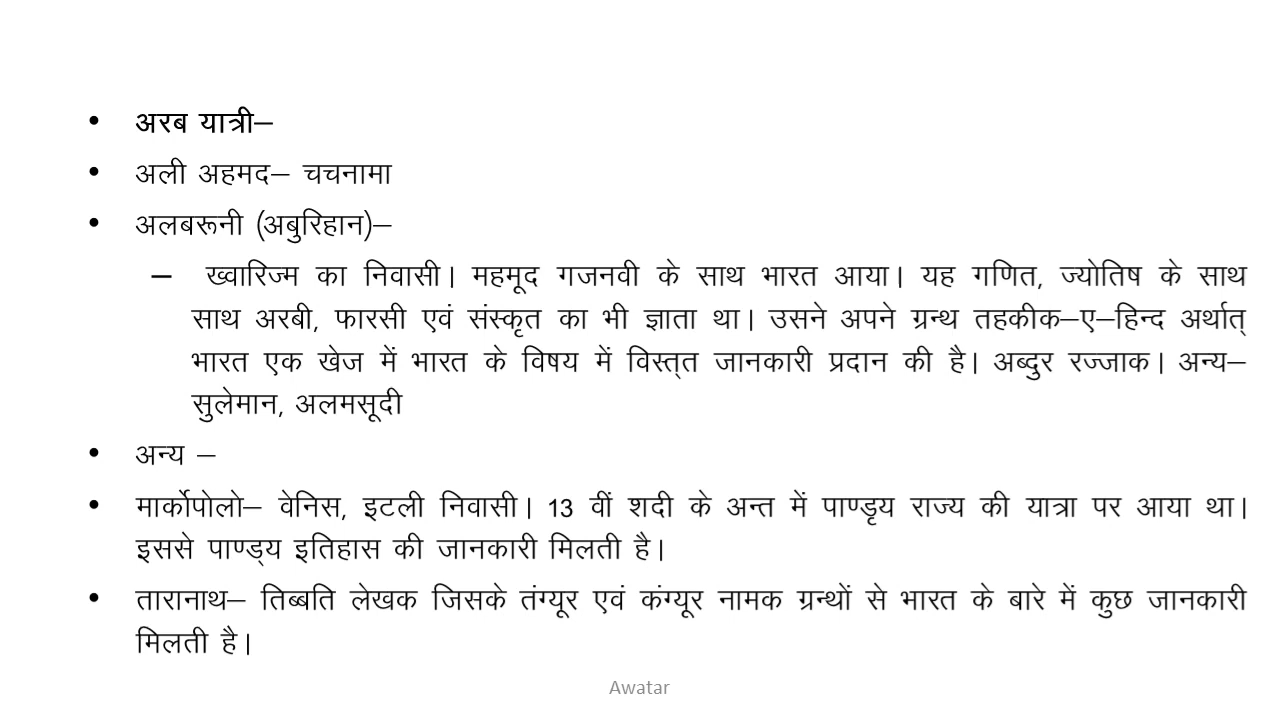 • अरब यात्री–
• अली अहमद– चचनामा
• अलबरूनी (अबुरिहान)–
– ख्वारिज्म का निवासी। महमूद गजनवी के साथ भारत आया। यह गणित, ज्योतिष के साथ
साथ अरबी, फारसी एवं संस्कृत का भी ज्ञाता था। उसने अपने ग्रन्थ तहकीक–ए–हिन्द अर्थात्
भारत एक खेज में भारत के विषय में विस्तृत जानकारी प्रदान की है। अब्दुर रज्जाक। अन्य–
सुलेमान, अलमसूदी
• अन्य –
• मार्कोपोलो– वेनिस, इटली निवासी। 13 वीं शदी के अन्त में पाण्ड्य राज्य की यात्रा पर आया था।
इससे पाण्ड्य इतिहास की जानकारी मिलती है।
• तारानाथ– तिब्बति लेखक जिसके तंग्यूर एवं कंग्यूर नामक ग्रन्थों से भारत के बारे में कुछ जानकारी
मिलती है।
Awatar